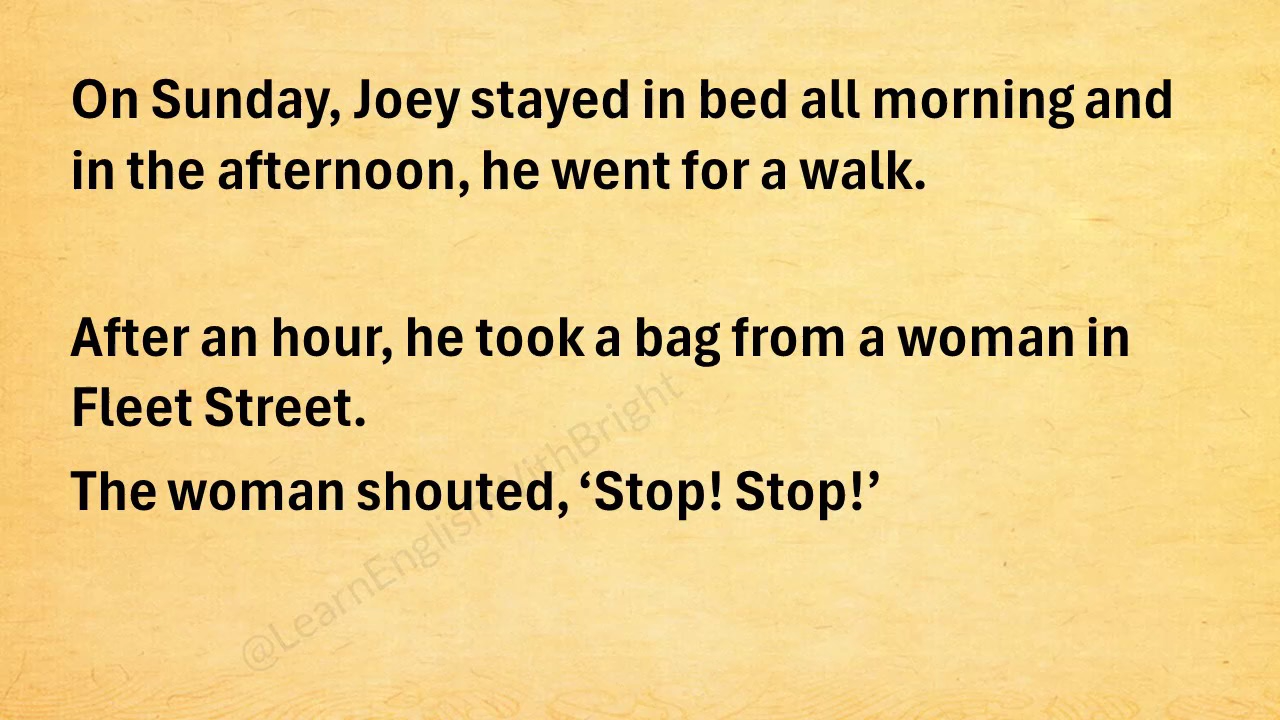 On Sunday, Joey stayed in bed all morning and
in the afternoon, he went for a walk.
After an hour, he took a bag from a woman in
Fleet Street.
The woman shouted, ‘Stop! Stop!’
@LearnEnglishWithBright